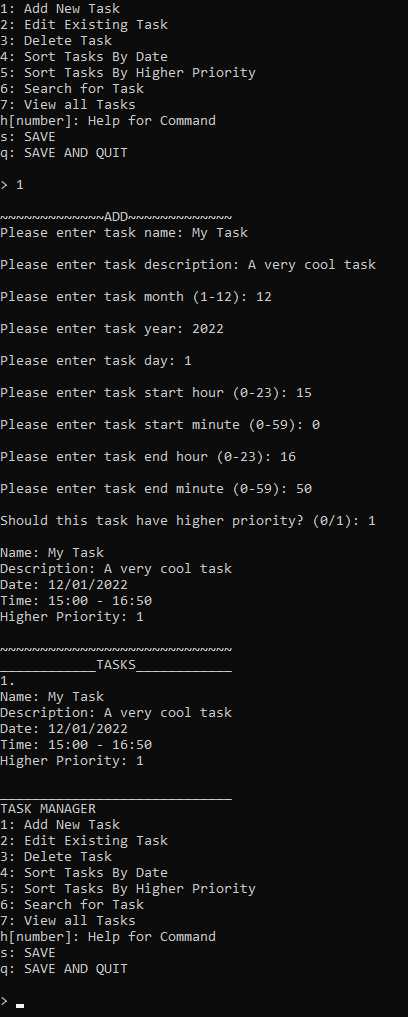 1: Add New Task
2: Edit Existing Task
3: Delete Task
4: Sort Tasks By Date
5: Sort Tasks By Higher Priority
6: Search for Task
7: View all Tasks
h[number]: Help for Command
s: SAVE
q: SAVE AND QUIT
> 1
~~~~~~~~~~~~~ADD~~~~~~~~~~~~~
Please enter task name: My Task
Please enter task description: A very cool task
Please enter task month (1-12): 12
Please enter task year: 2022
Please enter task day: 1
Please enter task start hour (0-23): 15
Please enter task start minute (0-59): 0
Please enter task end hour (0-23): 16
Please enter task end minute (0-59): 50
Should this task have higher priority? (0/1): 1
Name: My Task
Description: A very cool task
Date: 12/01/2022
Time: 15:00 - 16:50
Higher Priority: 1
~~~~~~~~~~~~~~~~~~~~~~~~~~~~~
____________TASKS____________
1.
Name: My Task
Description: A very cool task
Date: 12/01/2022
Time: 15:00 - 16:50
Higher Priority: 1
_____________________________
TASK MANAGER
1: Add New Task
2: Edit Existing Task
3: Delete Task
4: Sort Tasks By Date
5: Sort Tasks By Higher Priority
6: Search for Task
7: View all Tasks
h[number]: Help for Command
s: SAVE
q: SAVE AND QUIT
> _